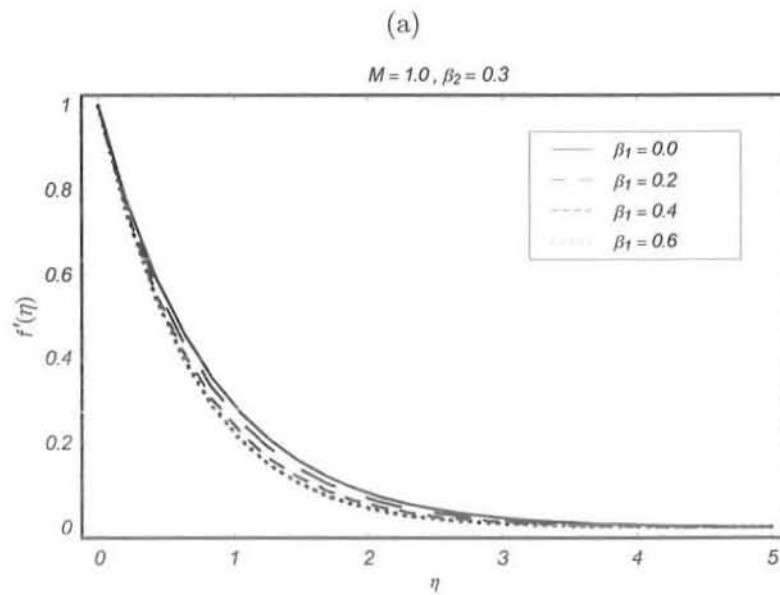 (a)
M = 1.0 , β₂ = 0.3
1
0.8
0.6
0.4
0.2
0
f'(η)
β₁ = 0.0
β₁ = 0.2
β₁ = 0.4
β₁ = 0.6
0 1 2 3 4 5
η